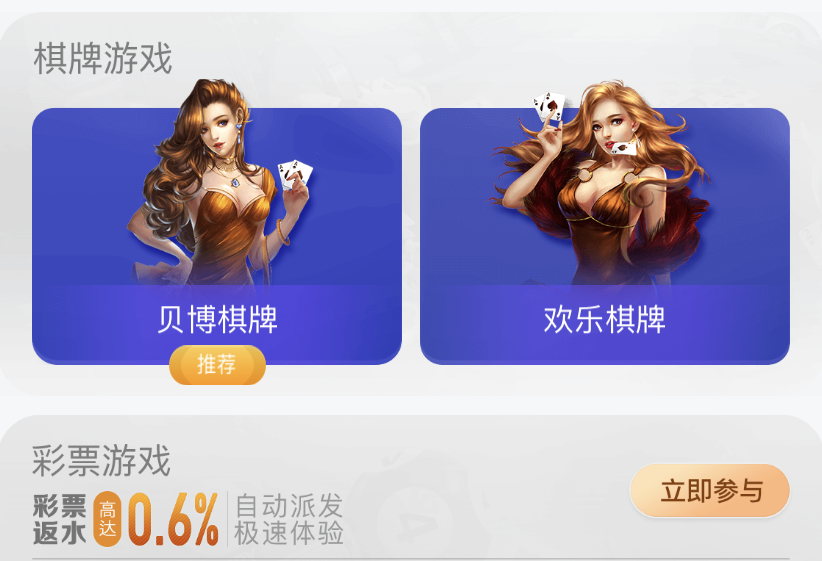 棋牌游戏
贝博棋牌
欢乐棋牌
推荐
彩票游戏
彩票返水
高达
0.6%
自动派发
极速体验
立即参与